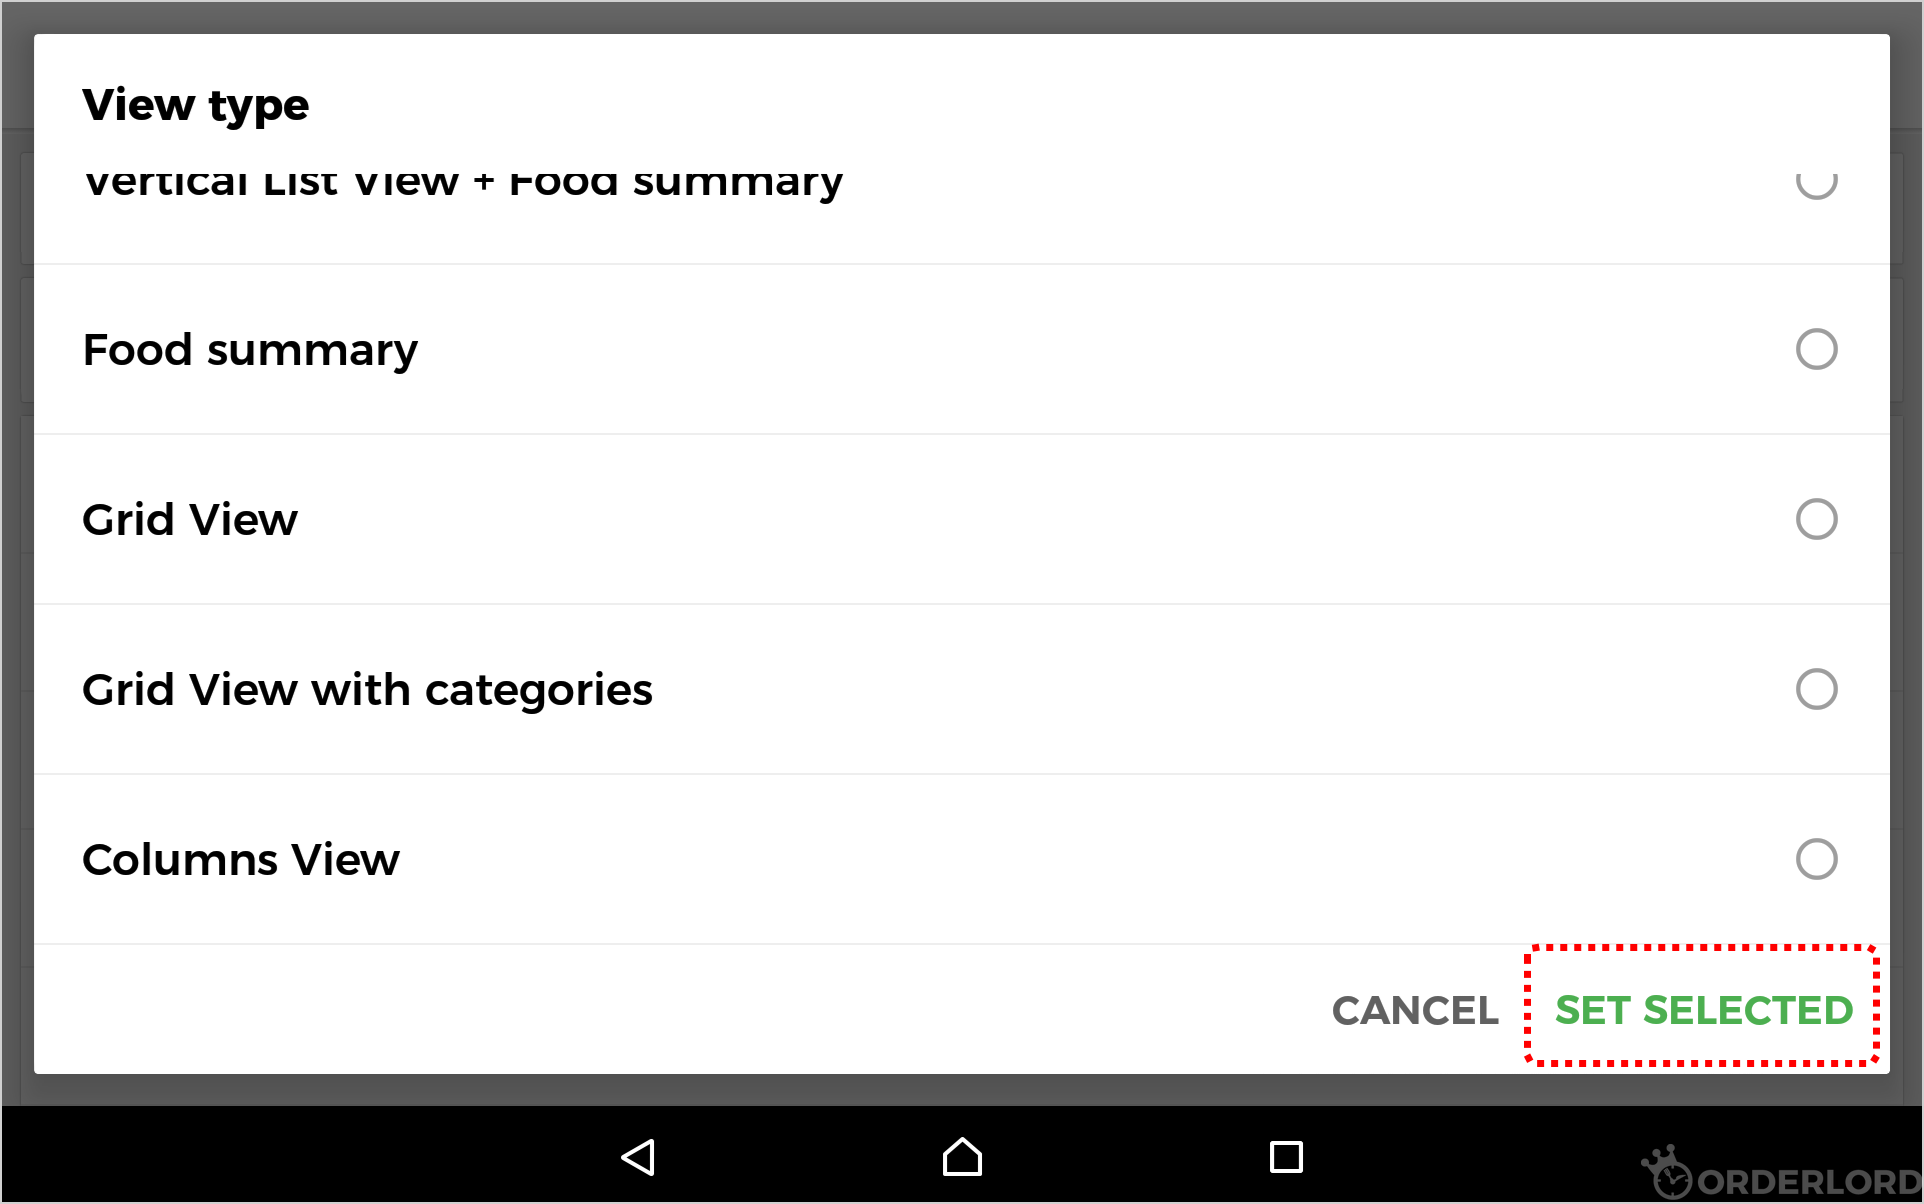 View type
Vertical List View + Food summary
Food summary
Grid View
Grid View with categories
Columns View
CANCEL SET SELECTED
ORDERLORD